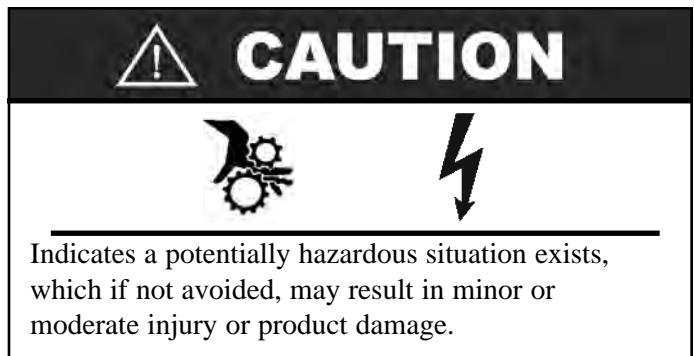 CAUTION
Indicates a potentially hazardous situation exists,
which if not avoided, may result in minor or
moderate injury or product damage.